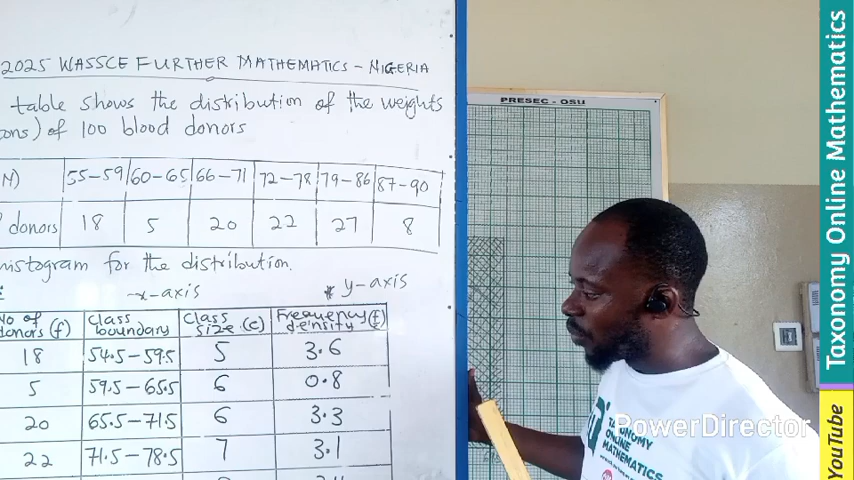 2025 WASSCE FURTHER MATHEMATICS - NIGERIA
table shows the distribution of the weights
of 100 blood donors
N) 55-59 60-65 66-71 72-78 79-86 87-90
donors 18 5 20 22 27 8
histogram for the distribution.
x-axis y-axis
No of donors (f) Class boundary Class size (c) Frequency density (f/c)
18 54.5-59.5 5 3.6
5 59.5-65.5 6 0.8
20 65.5-71.5 6 3.3
22 71.5-78.5 7 3.1
PRESEC - OSU
TAXONOMY
ONLINE
MATHEMATICS
PowerDirector
Taxonomy Online Mathematics
YouTube